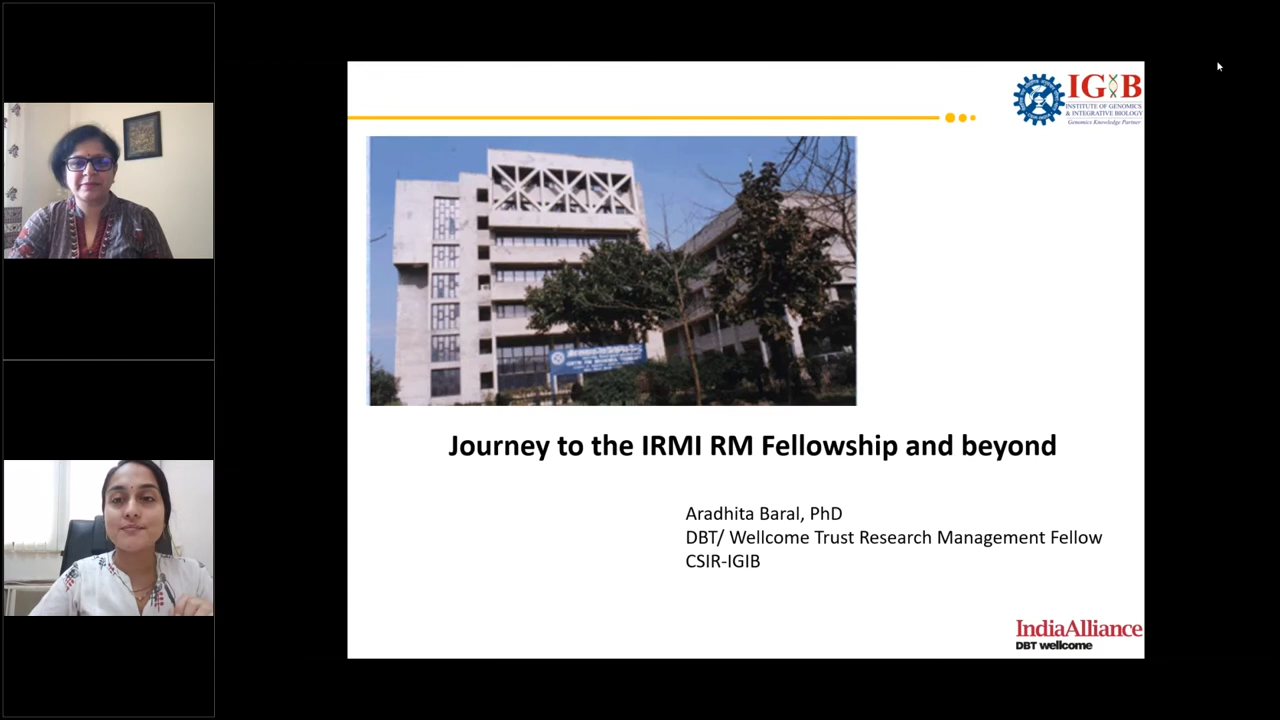 IGIB
INSTITUTE OF GENOMICS
& INTEGRATIVE BIOLOGY
Genomics Knowledge Partner
Journey to the IRMI RM Fellowship and beyond
Aradhita Baral, PhD
DBT/ Wellcome Trust Research Management Fellow
CSIR-IGIB
IndiaAlliance
DBT wellcome